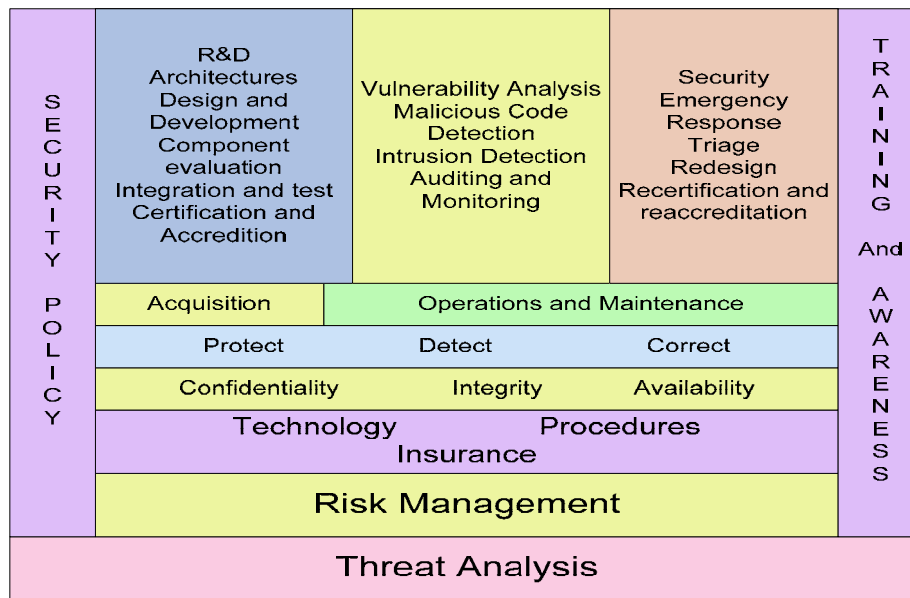 SECURITY POLICY
R&D
Architectures
Design and
Development
Component
evaluation
Integration and test
Certification and
Accredition
Vulnerability Analysis
Malicious Code
Detection
Intrusion Detection
Auditing and
Monitoring
Security
Emergency
Response
Triage
Redesign
Recertification and
reaccreditation
TRAINING And AWARENESS
Acquisition
Operations and Maintenance
Protect Detect Correct
Confidentiality Integrity Availability
Technology Procedures
Insurance
Risk Management
Threat Analysis